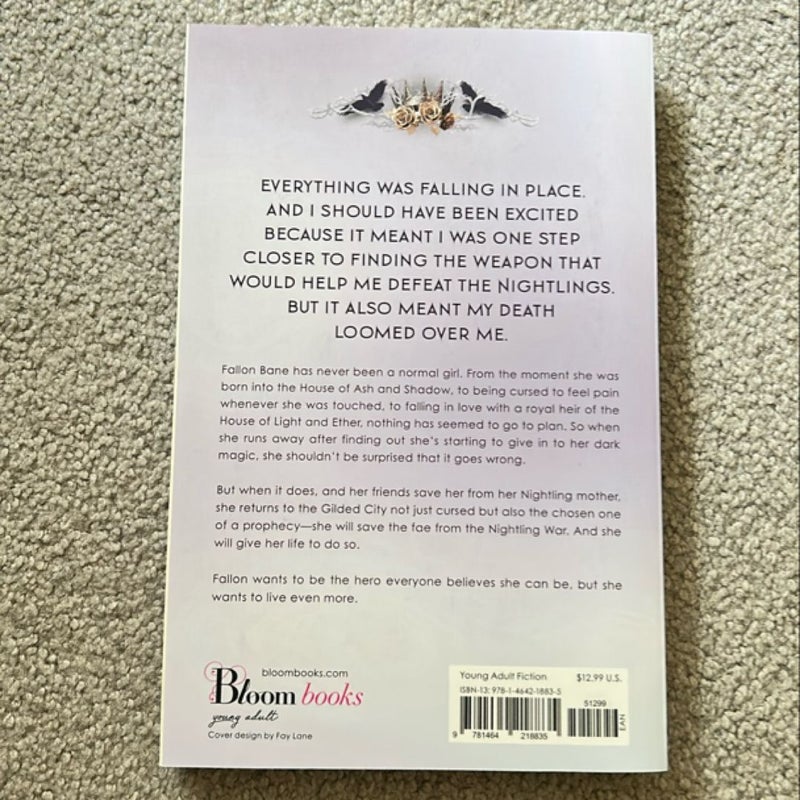 EVERYTHING WAS FALLING IN PLACE.
AND I SHOULD HAVE BEEN EXCITED
BECAUSE IT MEANT I WAS ONE STEP
CLOSER TO FINDING THE WEAPON THAT
WOULD HELP ME DEFEAT THE NIGHTLINGS.
BUT IT ALSO MEANT MY DEATH
LOOMED OVER ME.
Fallon Bane has never been a normal girl. From the moment she was
born into the House of Ash and Shadow, to being cursed to feel pain
whenever she was touched, to falling in love with a royal heir of the
House of Light and Ether, nothing has seemed to go to plan. So when
she runs away after finding out she's starting to give in to her dark
magic, she shouldn't be surprised that it goes wrong.
But when it does, and her friends save her from her Nightling mother,
she returns to the Gilded City not just cursed but also the chosen one
of a prophecy—she will save the fae from the Nightling War. And she
will give her life to do so.
Fallon wants to be the hero everyone believes she can be, but she
wants to live even more.
bloombooks.com
Bloom books
young adult
Cover design by Fay Lane
Young Adult Fiction $12.99 U.S.
ISBN-13: 978-1-4642-1883-5
51299
EAN
9 781464 218835